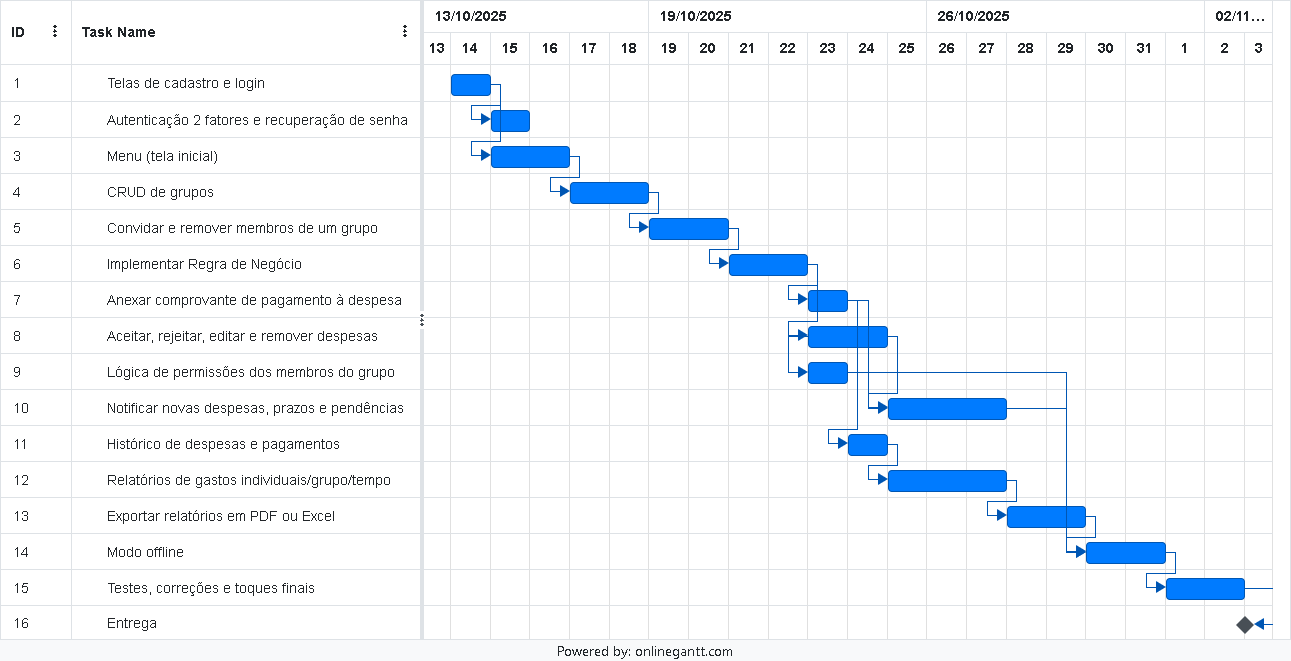 ID Task Name 13/10/2025 19/10/2025 26/10/2025 02/11...
13 14 15 16 17 18 19 20 21 22 23 24 25 26 27 28 29 30 31 1 2 3
1 Telas de cadastro e login
2 Autenticação 2 fatores e recuperação de senha
3 Menu (tela inicial)
4 CRUD de grupos
5 Convidar e remover membros de um grupo
6 Implementar Regra de Negócio
7 Anexar comprovante de pagamento à despesa
8 Aceitar, rejeitar, editar e remover despesas
9 Lógica de permissões dos membros do grupo
10 Notificar novas despesas, prazos e pendências
11 Histórico de despesas e pagamentos
12 Relatórios de gastos individuais/grupo/tempo
13 Exportar relatórios em PDF ou Excel
14 Modo offline
15 Testes, correções e toques finais
16 Entrega
Powered by: onlinegantt.com